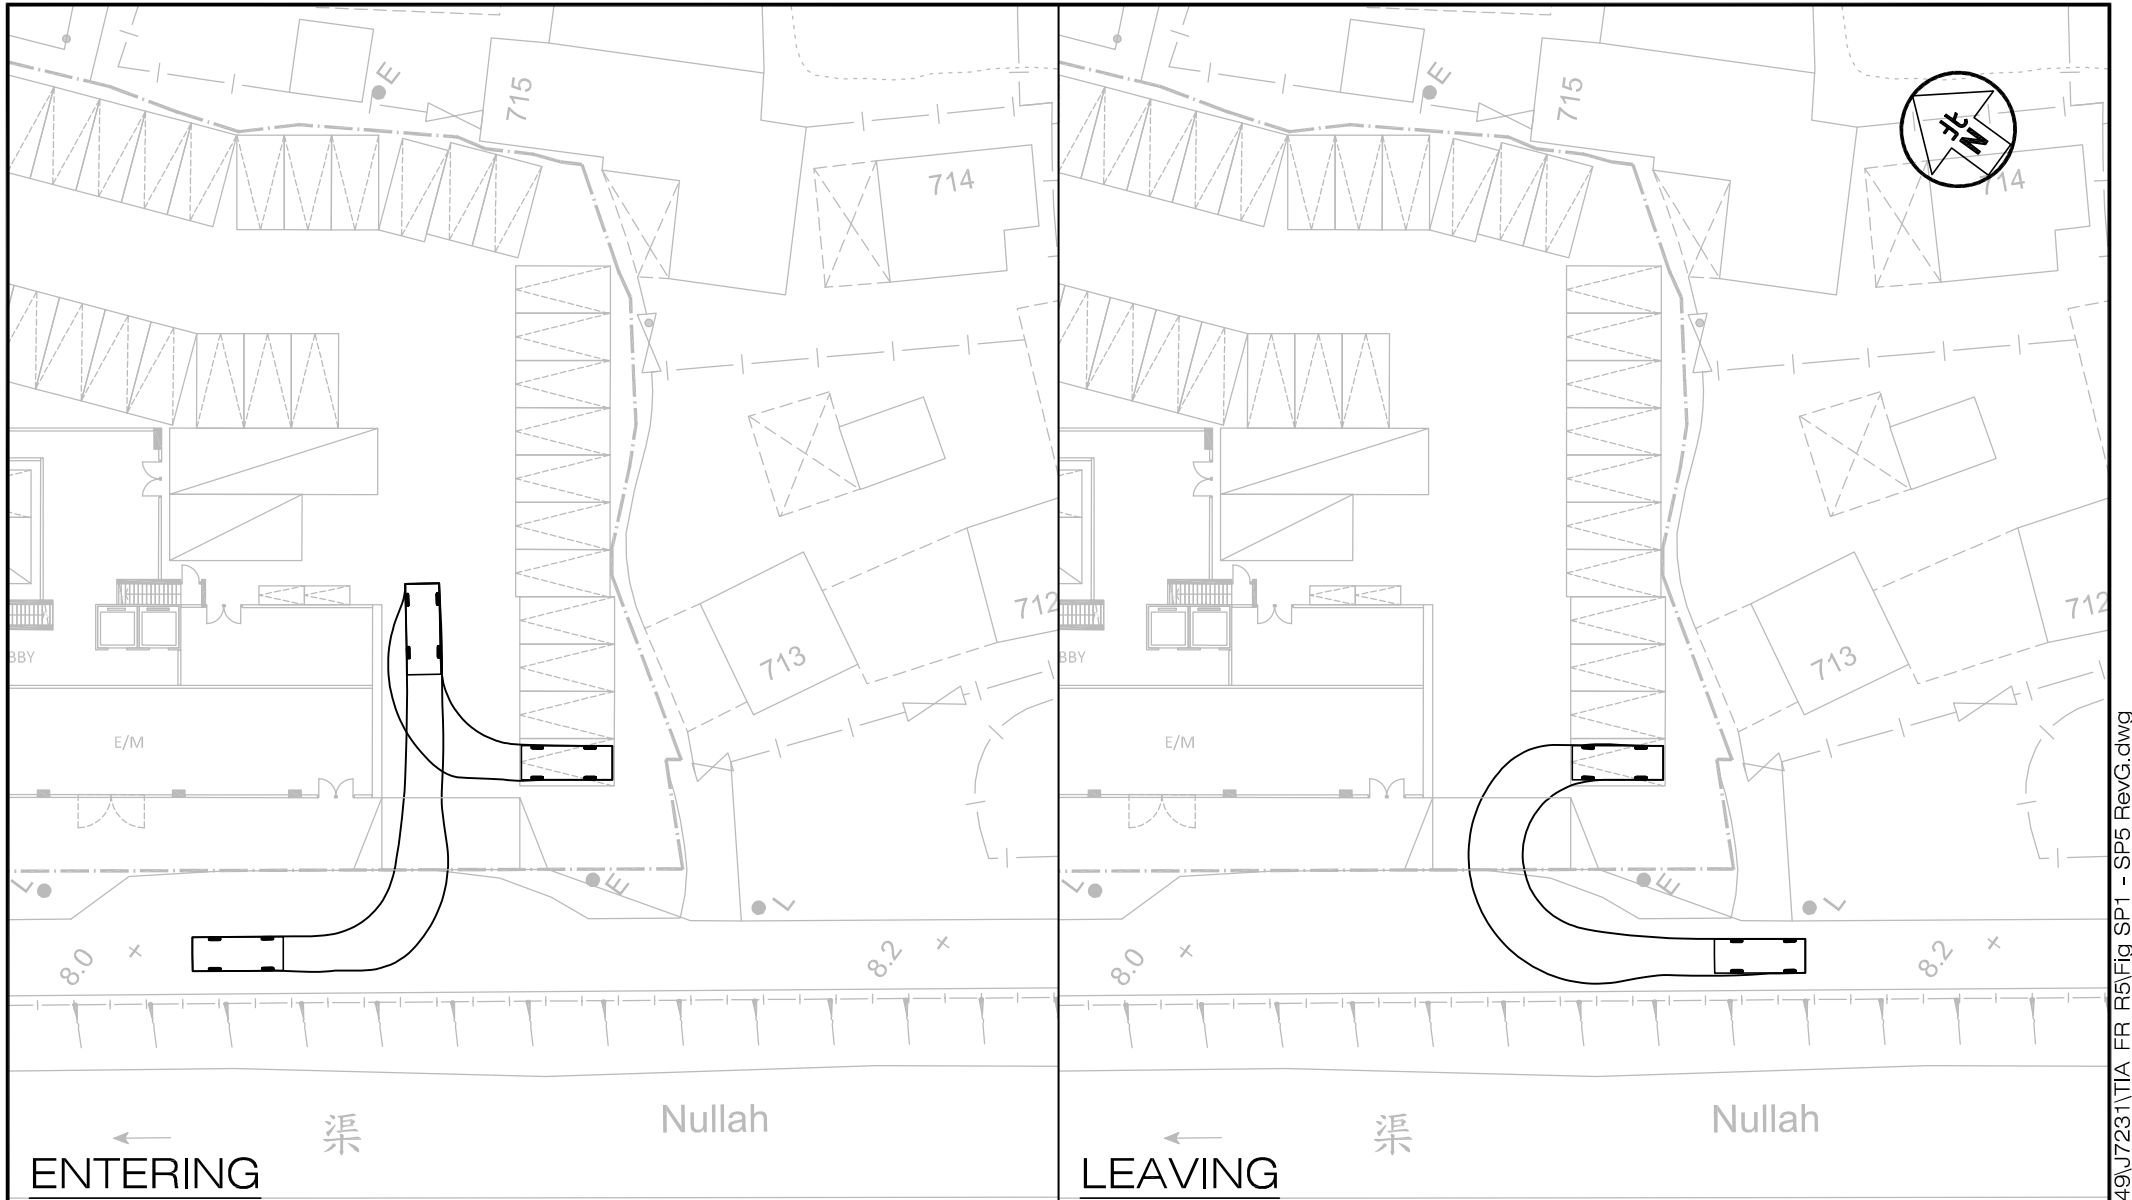 E
715
714
712
713
BBY
E/M
L
E
L
8.0
8.2
渠
Nullah
ENTERING
E
715
北
N
714
712
713
BBY
E/M
L
E
L
8.0
8.2
渠
Nullah
LEAVING
49\J7231\TIA FR R5\Fig SP1 - SP5 RevG.dwg